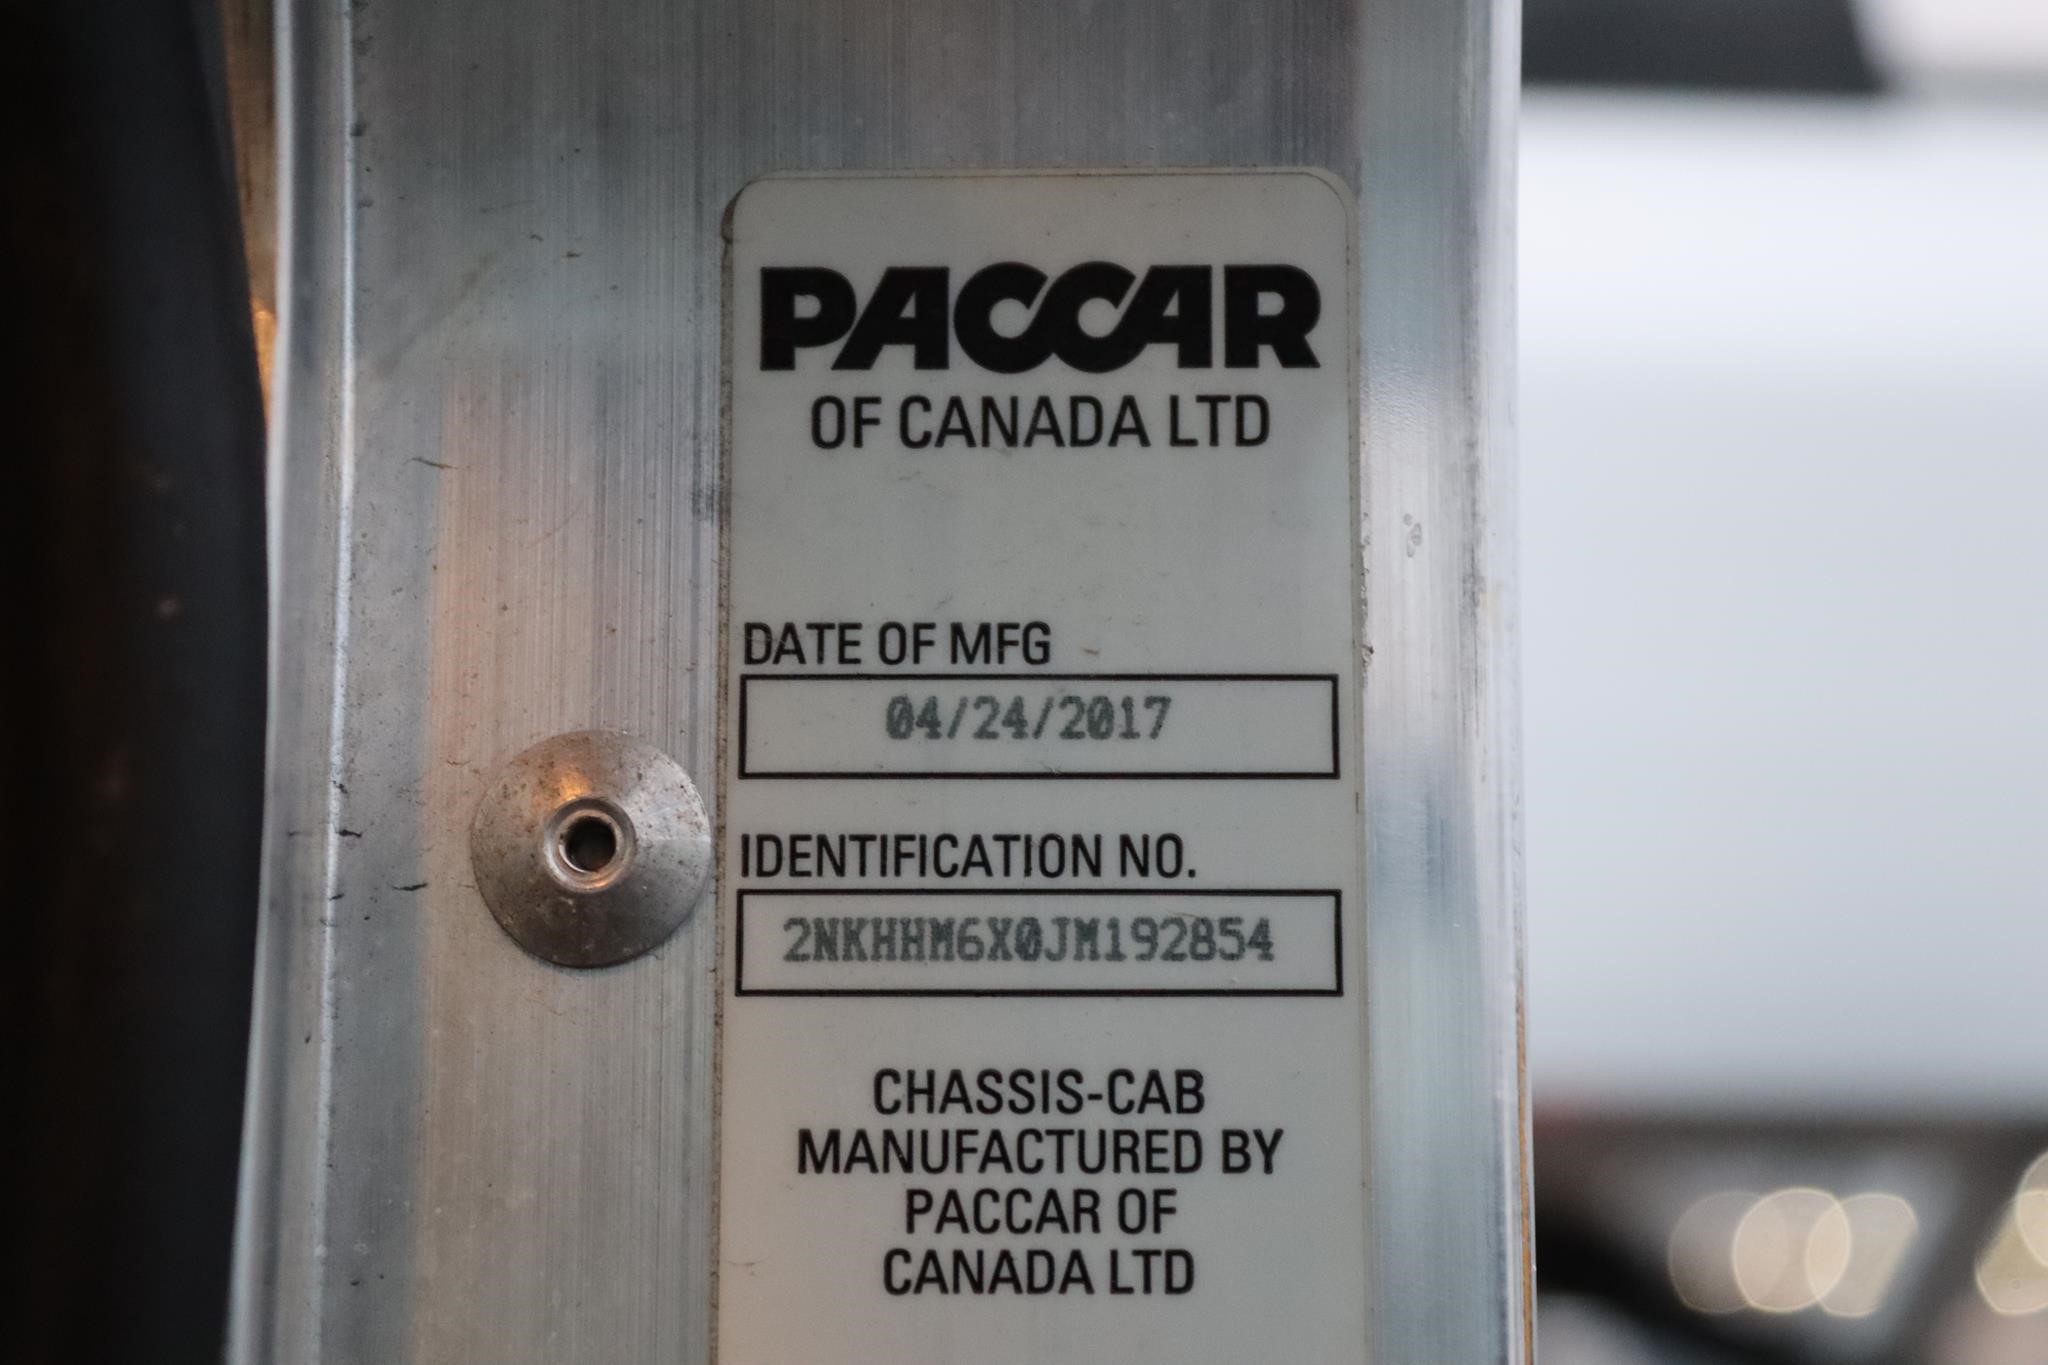 PACCAR
OF CANADA LTD
DATE OF MFG
04/24/2017
IDENTIFICATION NO.
2NKHHM6X0JM192854
CHASSIS-CAB
MANUFACTURED BY
PACCAR OF
CANADA LTD